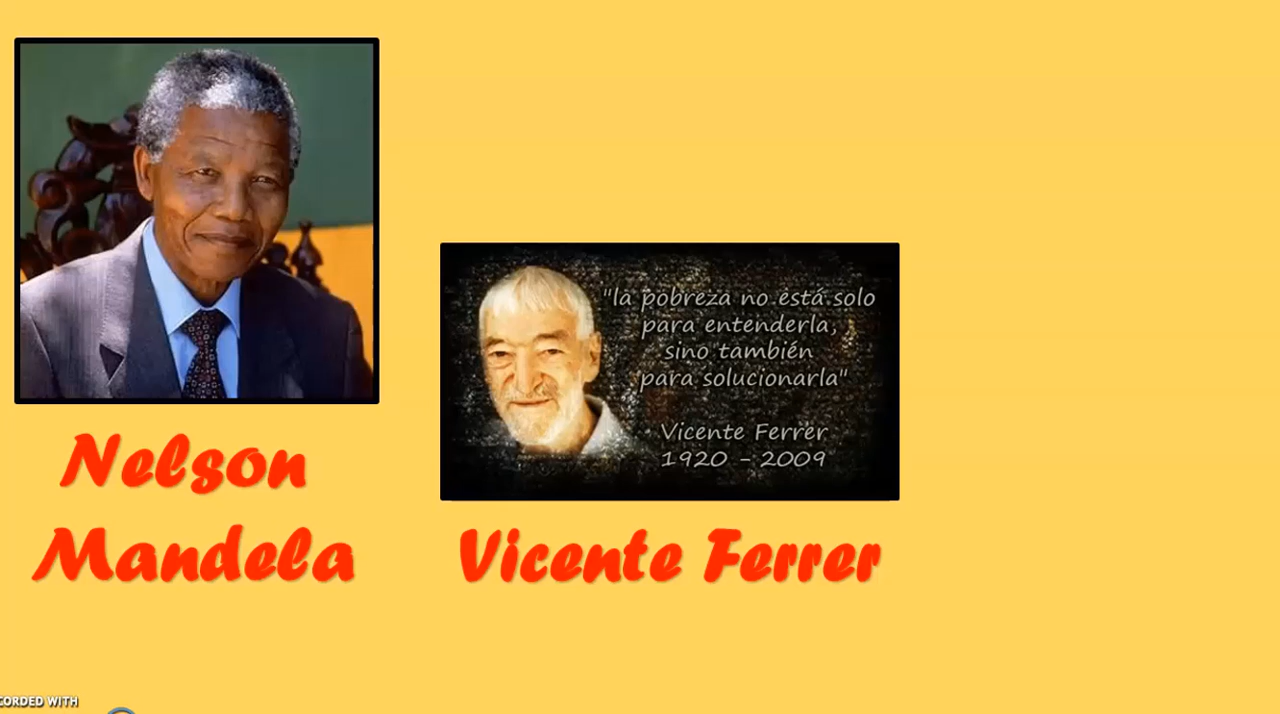 Nelson
Mandela
"la pobreza no está solo
para entenderla,
sino también
para solucionarla"
Vicente Ferrer
1920 - 2009
Vicente Ferrer
CORDED WITH